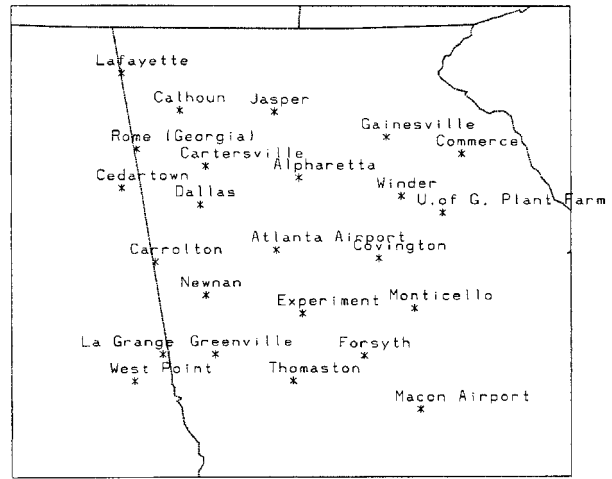 Lafayette
Calhoun
Jasper
Gainesville
Rome (Georgia)
Commerce
Cartersville
Alpharetta
Cedartown
Dallas
Winder
U.of G. Plant Farm
Atlanta Airport
Carrolton
Covington
Newnan
Experiment
Monticello
La Grange
Greenville
Forsyth
West Point
Thomaston
Macon Airport